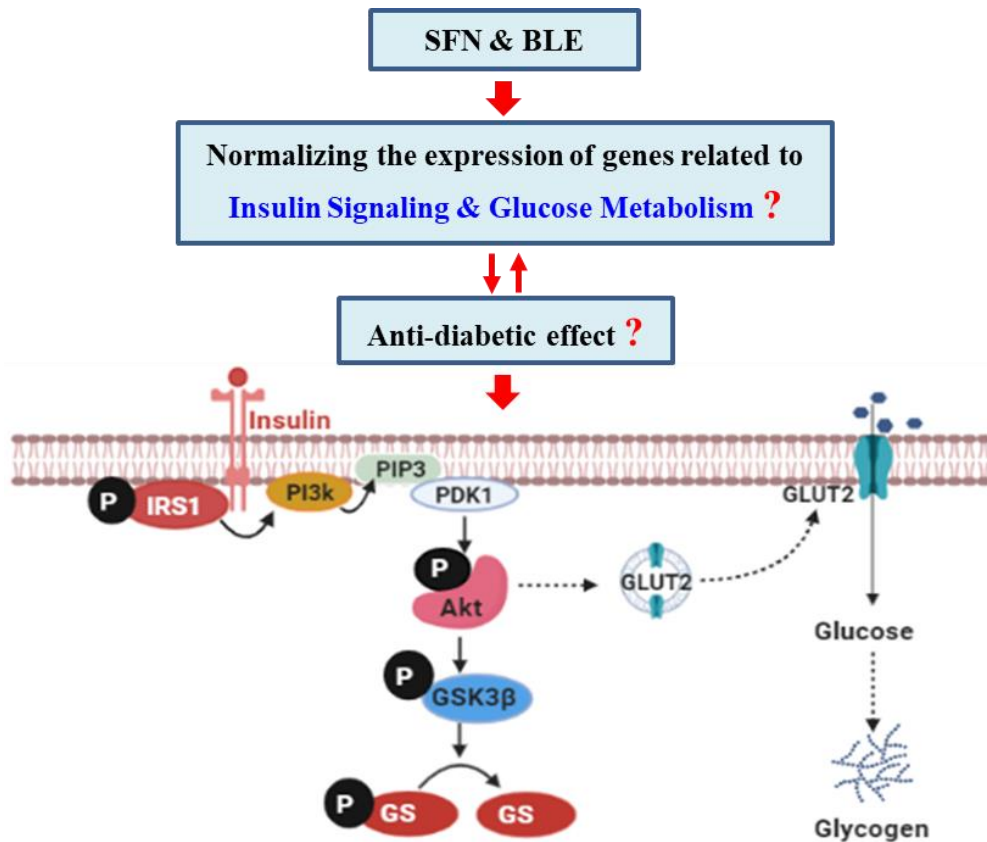 SFN & BLE
Normalizing the expression of genes related to
Insulin Signaling & Glucose Metabolism ?
Anti-diabetic effect ?
Insulin
PIP3
P
IRS1
PI3k
PDK1
GLUT2
P
Akt
GLUT2
Glucose
P
GSK3β
P
GS
GS
Glycogen